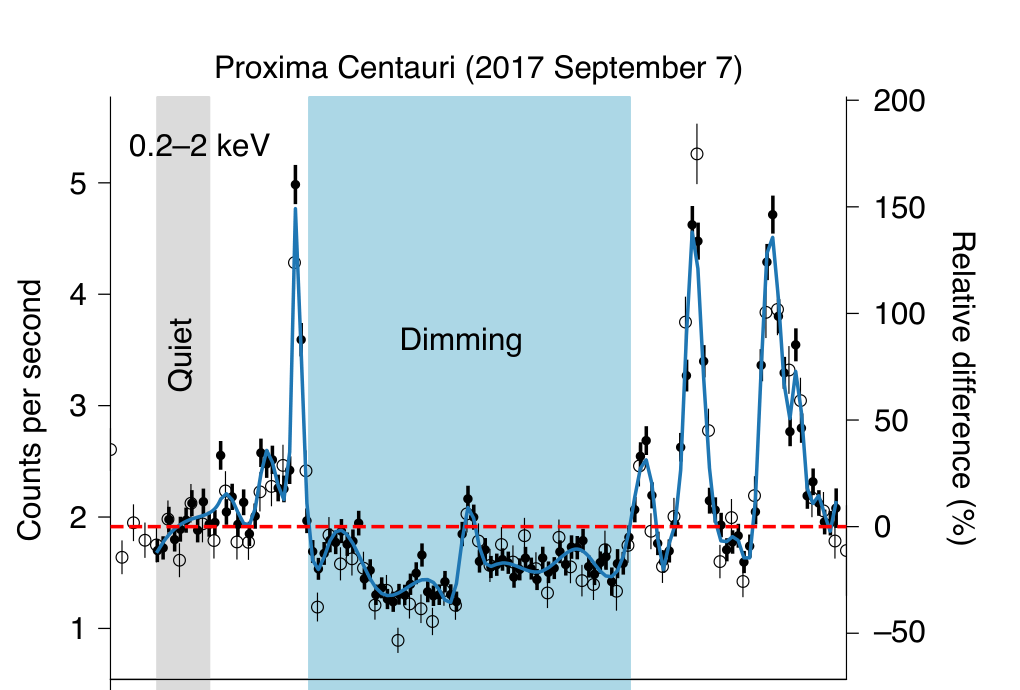 Proxima Centauri (2017 September 7)
0.2–2 keV
Quiet
Dimming
Counts per second
5
4
3
2
1
200
150
100
50
0
–50
Relative difference (%)